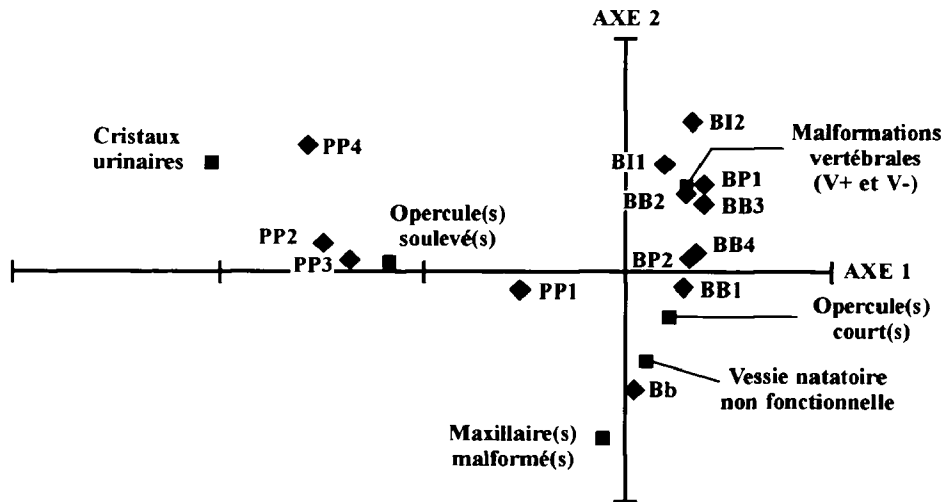 AXE 2
Cristaux
urinaires
PP4
BI2
Malformations
vertébrales
(V+ et V-)
BI1
BP1
BB2
BB3
Opercule(s)
soulevé(s)
PP2
PP3
BB4
BP2
AXE 1
PP1
BB1
Opercule(s)
court(s)
Vessie natatoire
non fonctionnelle
Bb
Maxillaire(s)
malformé(s)